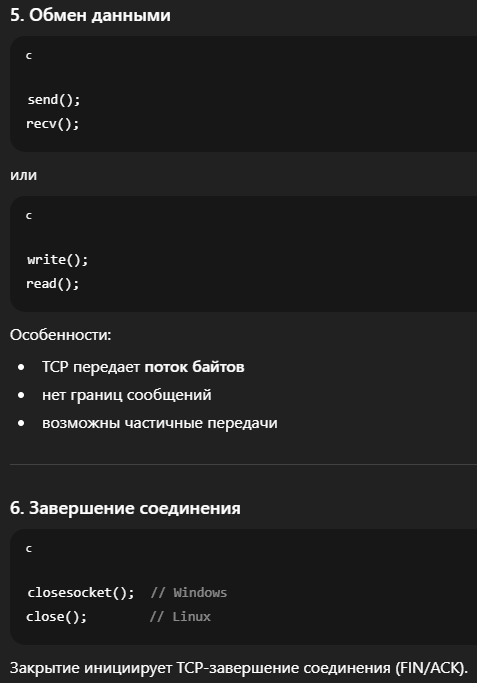 5. Обмен данными
c
send();
recv();
или
c
write();
read();
Особенности:
• TCP передает поток байтов
• нет границ сообщений
• возможны частичные передачи
6. Завершение соединения
c
closesocket();  // Windows
close();        // Linux
Закрытие инициирует TCP-завершение соединения (FIN/ACK).